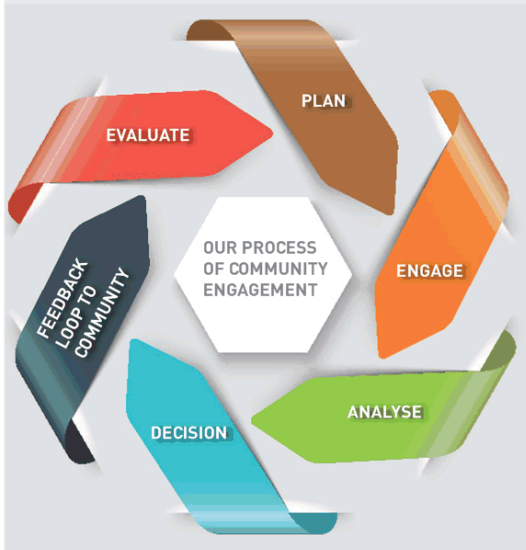 PLAN
EVALUATE
OUR PROCESS
OF COMMUNITY
ENGAGEMENT
ENGAGE
FEEDBACK
LOOP TO
COMMUNITY
ANALYSE
DECISION